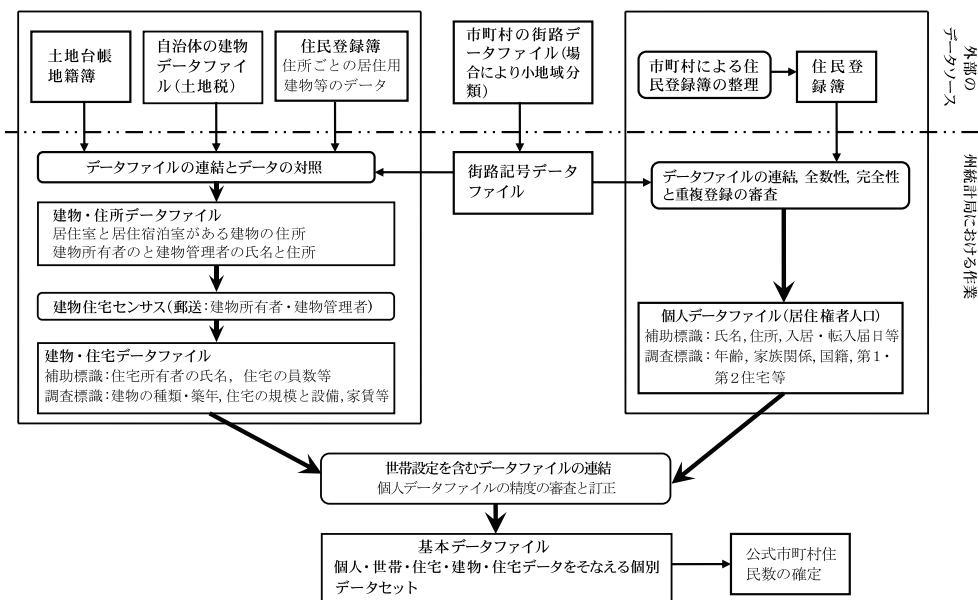 土地台帳
地籍簿
自治体の建物
データファイ
ル(土地税)
住民登録簿
住所ごとの居住用
建物等のデータ
市町村の街路デ
ータファイル(場
合により小地域分
類)
市町村による住
民登録簿の整理
住民登
録簿
外部の
データソース
データファイルの連結とデータの対照
街路記号データ
ファイル
データファイルの連結, 全数性, 完全性
と重複登録の審査
州統計局における作業
建物・住所データファイル
居住室と居住宿泊室がある建物の住所
建物所有者のと建物管理者の氏名と住所
建物住宅センサス(郵送:建物所有者・建物管理者)
建物・住宅データファイル
補助標識:住宅所有者の氏名, 住宅の員数等
調査標識:建物の種類・築年, 住宅の規模と設備, 家賃等
個人データファイル(居住権者人口)
補助標識:氏名, 住所, 入居・転入届日等
調査標識:年齢, 家族関係, 国籍, 第1・
第2住宅等
世帯設定を含むデータファイルの連結
個人データファイルの精度の審査と訂正
基本データファイル
個人・世帯・住宅・建物・住宅データをそなえる個別
データセット
公式市町村住
民数の確定